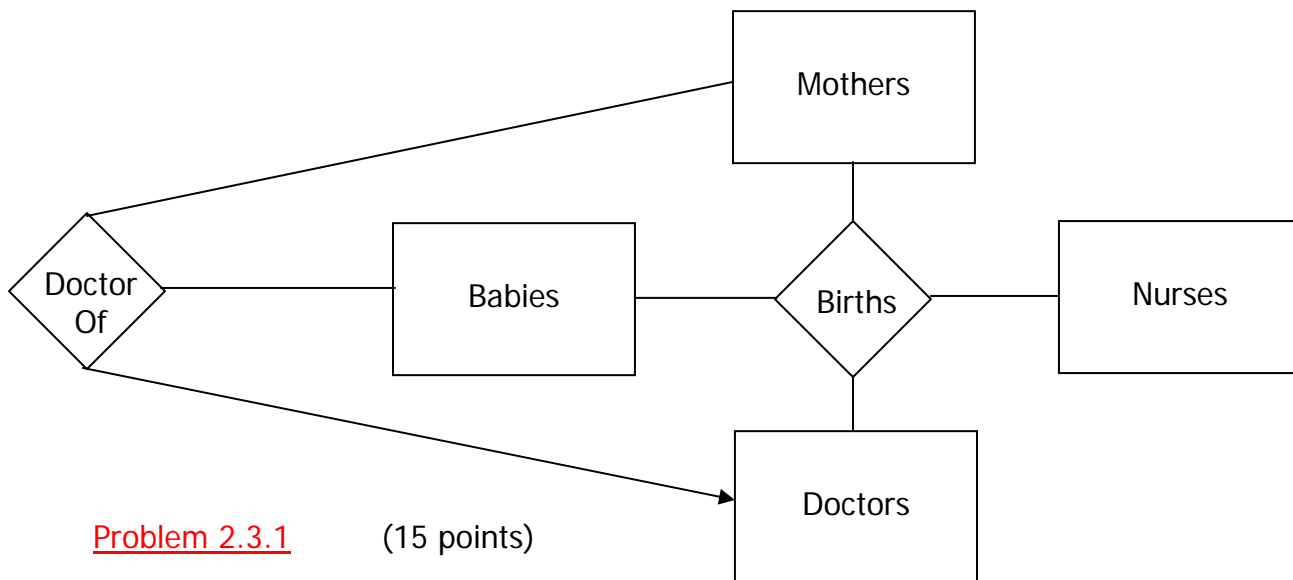 Mothers
Doctor
Of
Babies
Births
Nurses
Doctors
Problem 2.3.1 (15 points)